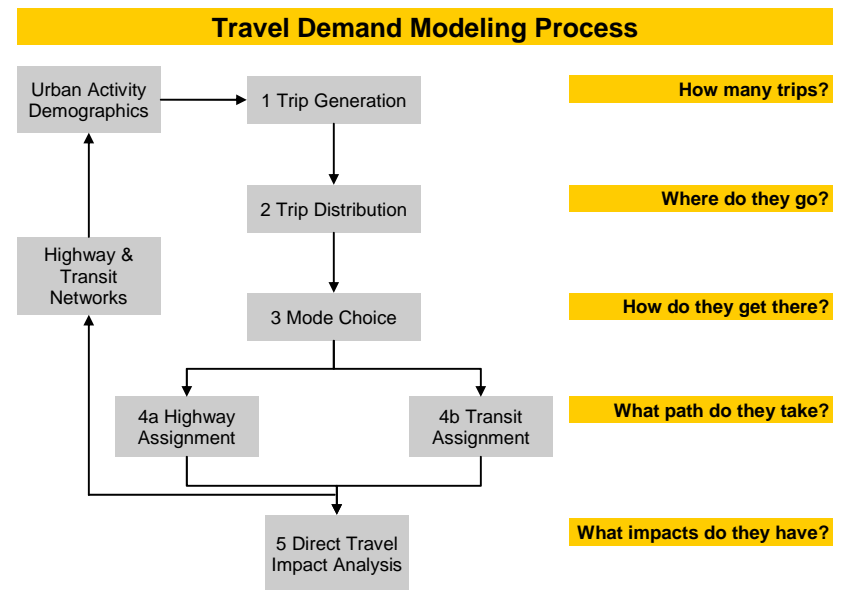 Travel Demand Modeling Process
Urban Activity
Demographics
1 Trip Generation
How many trips?
2 Trip Distribution
Where do they go?
Highway &
Transit
Networks
3 Mode Choice
How do they get there?
4a Highway
Assignment
4b Transit
Assignment
What path do they take?
5 Direct Travel
Impact Analysis
What impacts do they have?